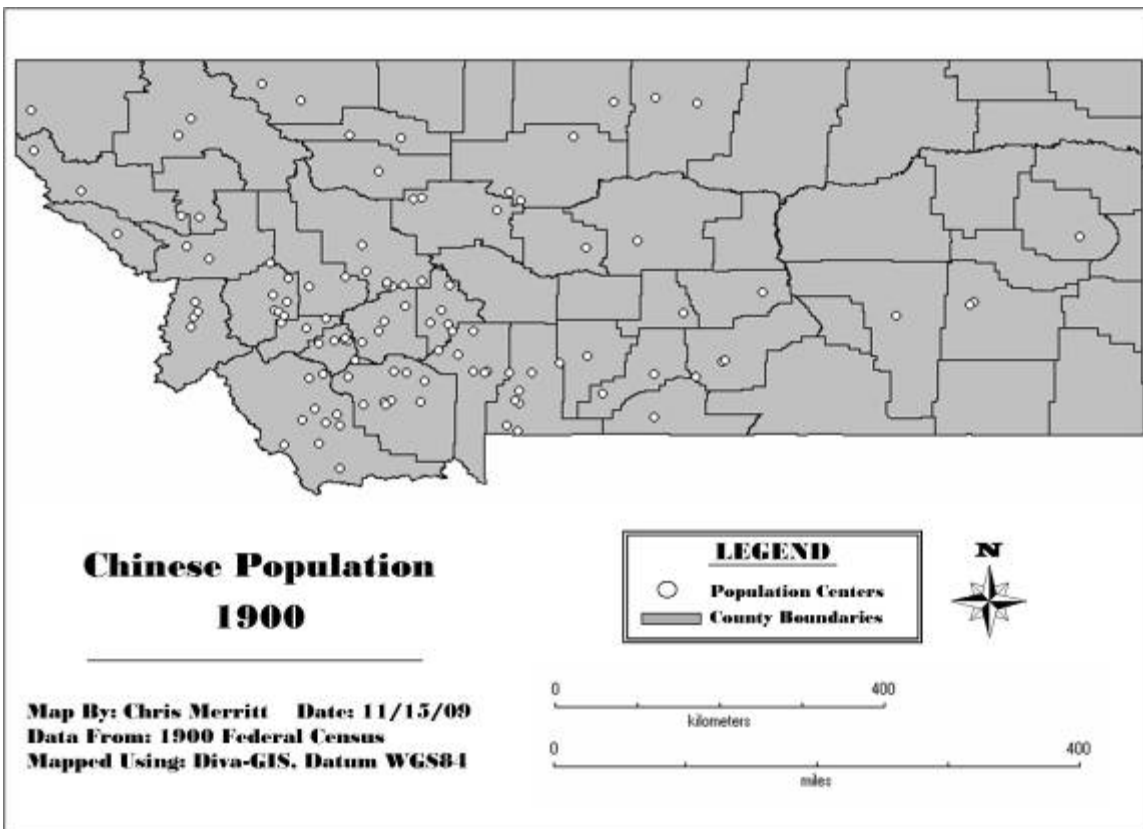 Chinese Population
1900
Map By: Chris Merritt Date: 11/15/09
Data From: 1900 Federal Census
Mapped Using: Diva-GIS, Datum WGS84
LEGEND
Population Centers
County Boundaries
N
0 400
kilometers
0 400
miles